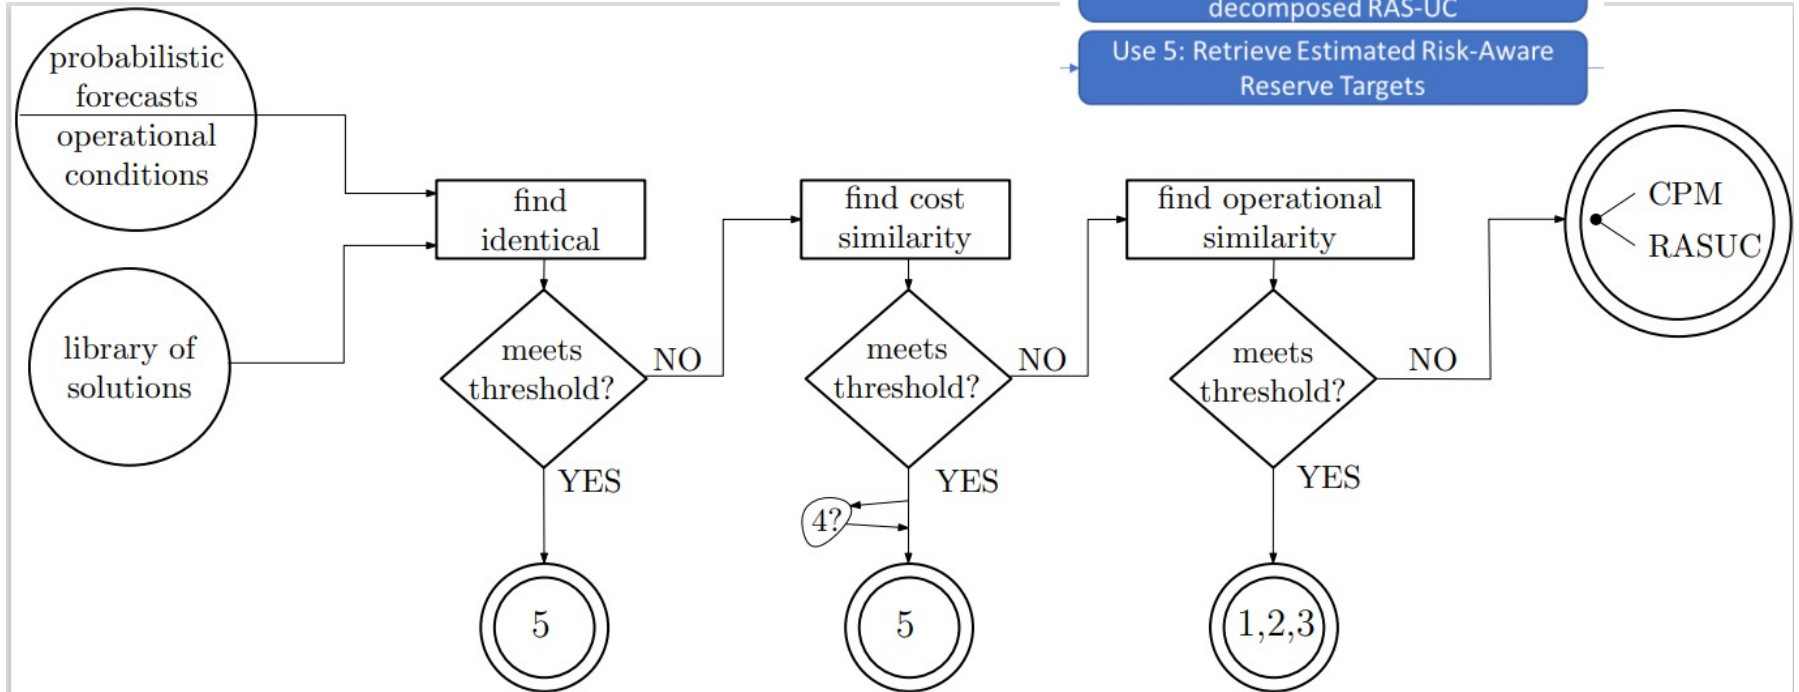 decomposed RAS-UC
Use 5: Retrieve Estimated Risk-Aware
Reserve Targets
probabilistic
forecasts
operational
conditions
library of
solutions
find
identical
meets
threshold?
NO
YES
5
find cost
similarity
meets
threshold?
NO
YES
4?
5
find operational
similarity
meets
threshold?
NO
YES
1,2,3
CPM
RASUC